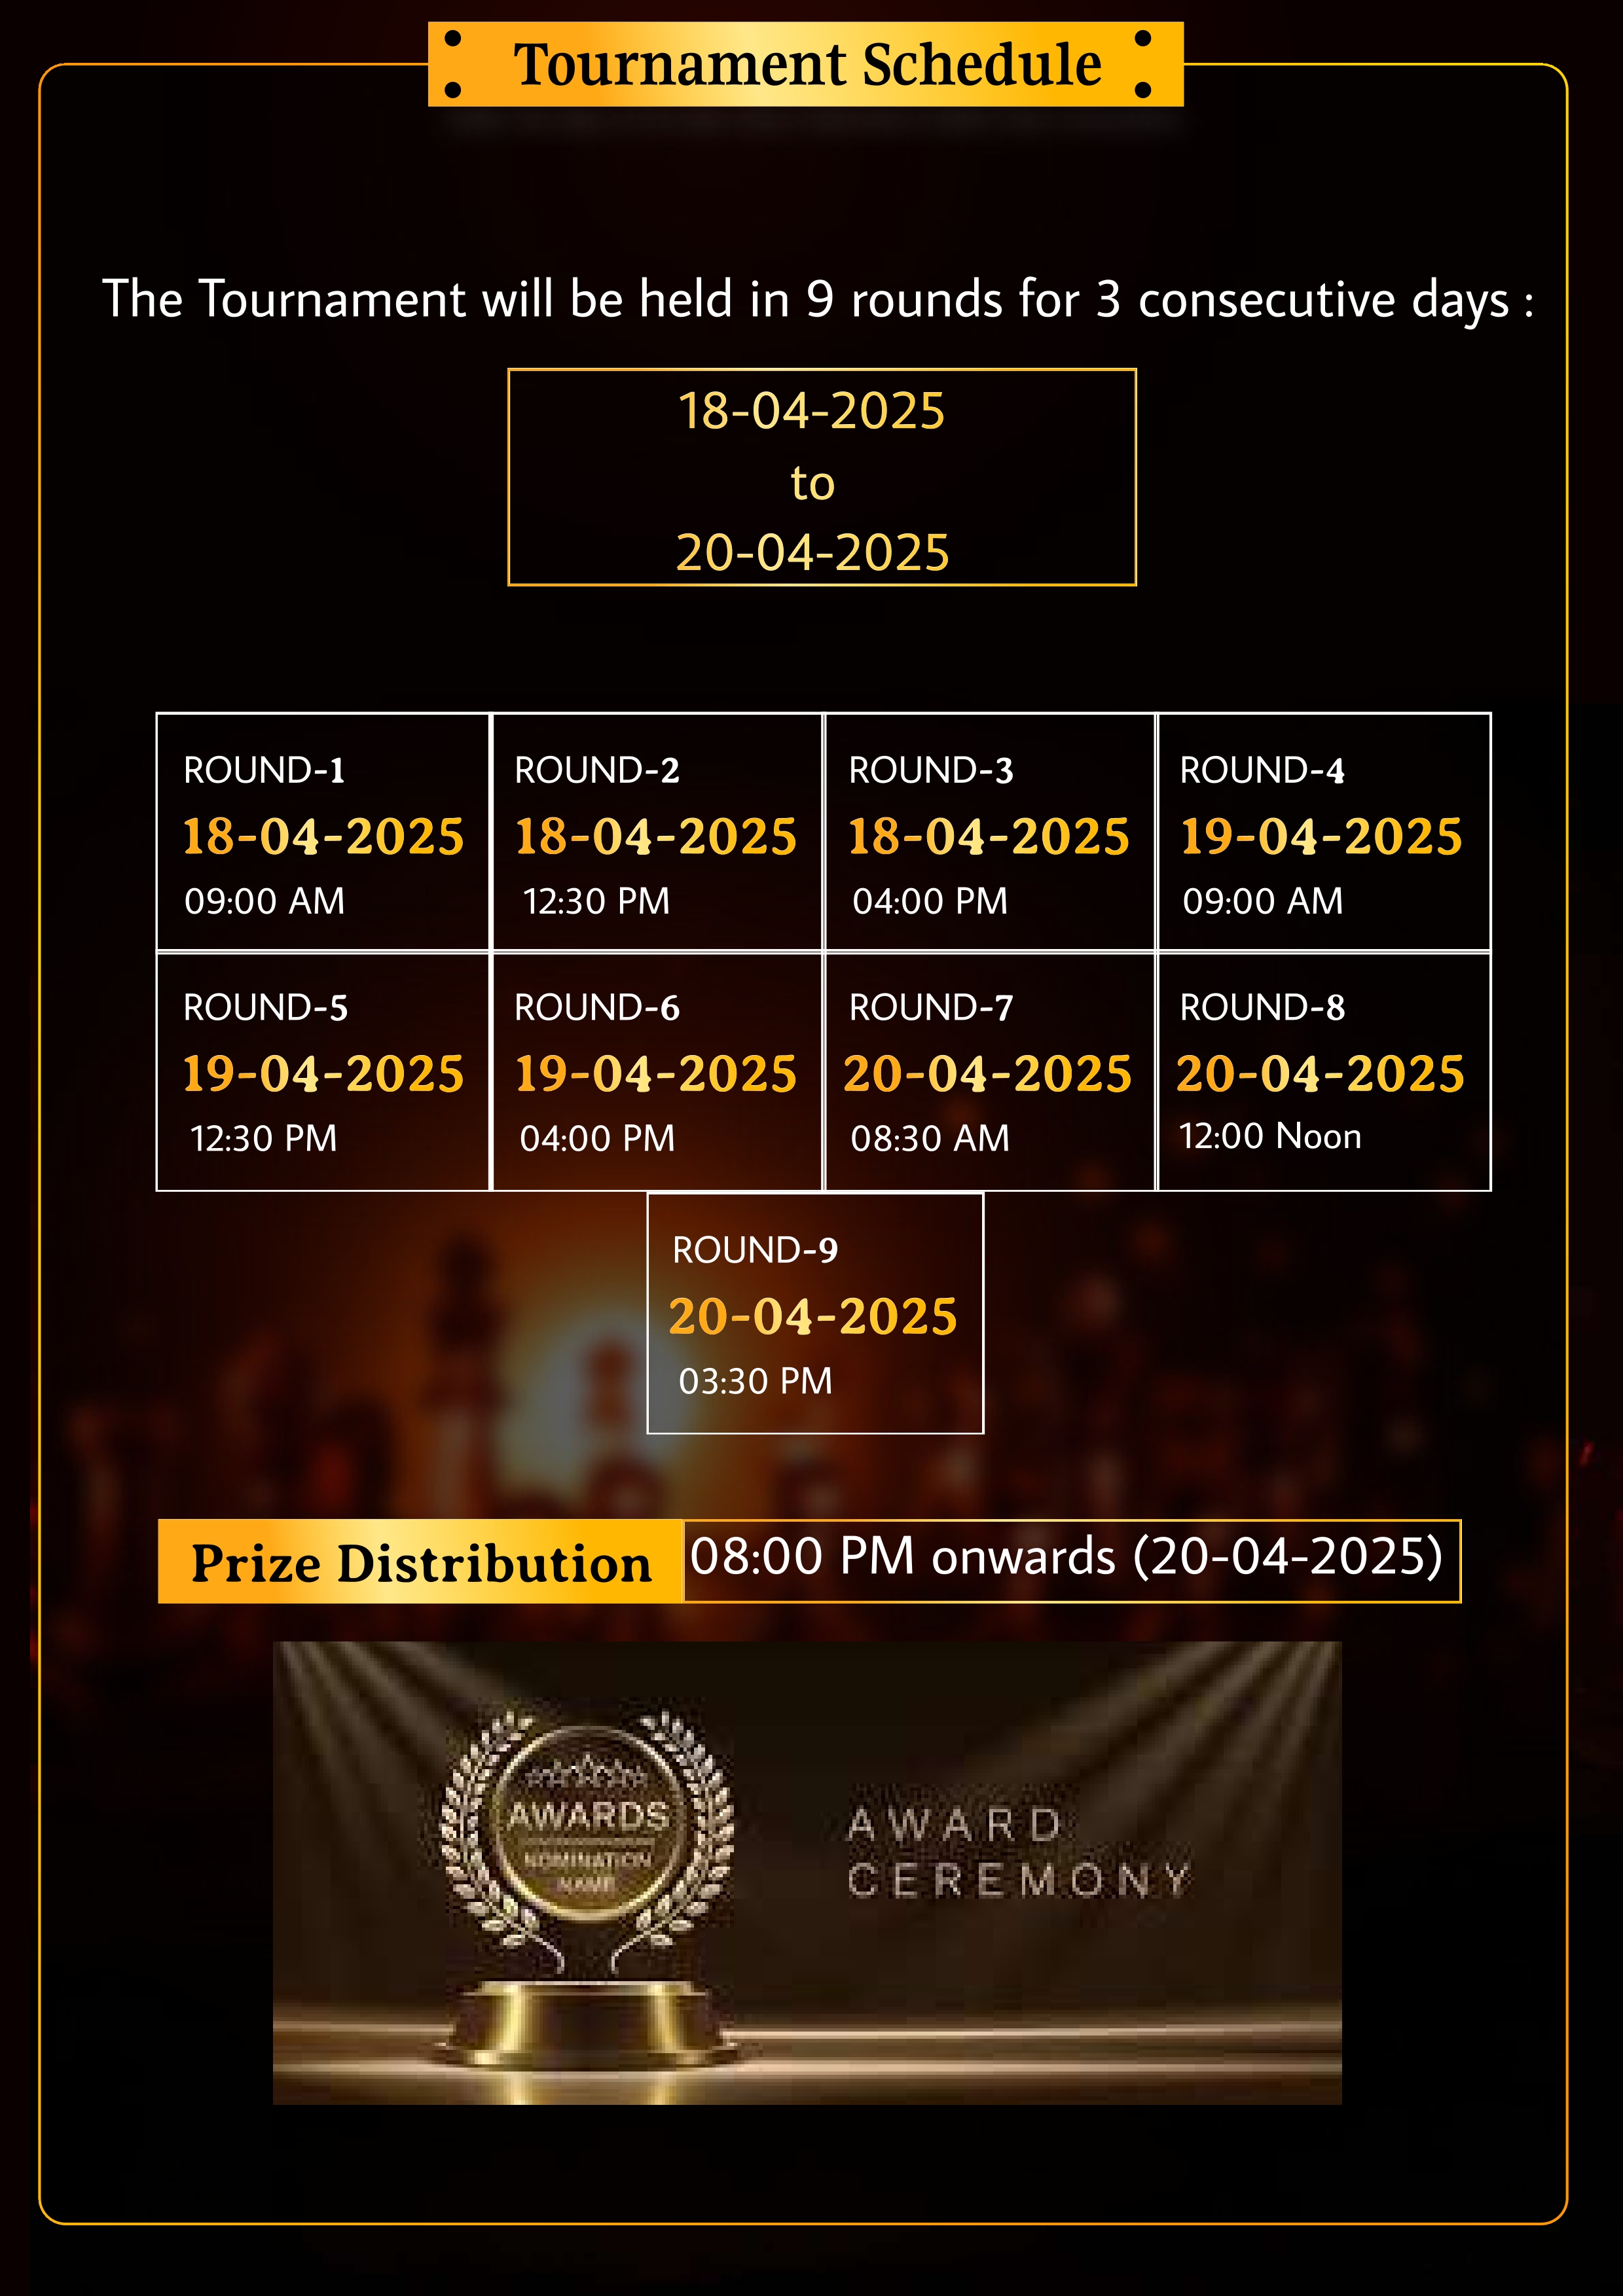 Tournament Schedule
The Tournament will be held in 9 rounds for 3 consecutive days :
18-04-2025
to
20-04-2025
ROUND-1
18-04-2025
09:00 AM
ROUND-2
18-04-2025
12:30 PM
ROUND-3
18-04-2025
04:00 PM
ROUND-4
19-04-2025
09:00 AM
ROUND-5
19-04-2025
12:30 PM
ROUND-6
19-04-2025
04:00 PM
ROUND-7
20-04-2025
08:30 AM
ROUND-8
20-04-2025
12:00 Noon
ROUND-9
20-04-2025
03:30 PM
Prize Distribution
08:00 PM onwards (20-04-2025)
AWARDS
NOMINATION
NAME
AWARD
CEREMONY